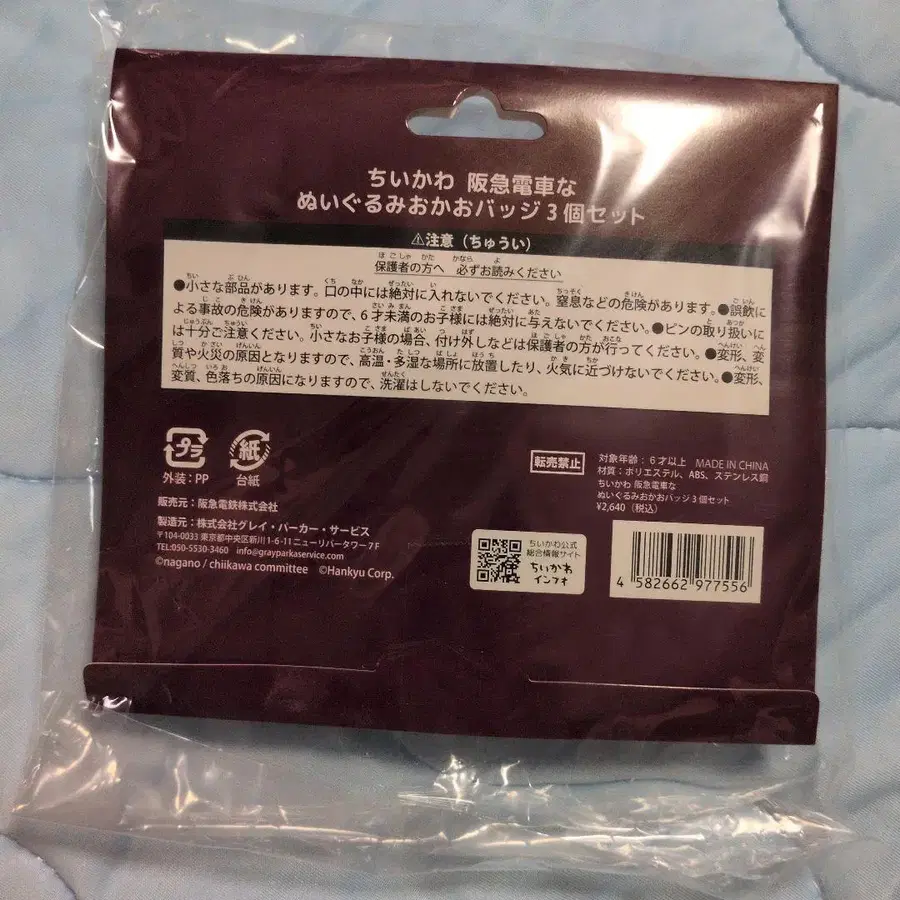 ちいかわ 阪急電車な
ぬいぐるみおかおバッジ3個セット
⚠注意（ちゅうい）
保護者の方へ 必ずお読みください
●小さな部品があります。口の中には絶対に入れないでください。窒息などの危険があります。●誤飲に
よる事故の危険がありますので、6才未満のお子様には絶対に与えないでください。●ピンの取り扱いに
は十分ご注意ください。小さなお子様の場合、付け外しなどは保護者の方が行ってください。●変形、変
質や火災の原因となりますので、高温・多湿な場所に放置したり、火気に近づけないでください。●変形、
変質、色落ちの原因になりますので、洗濯はしないでください。
プラ
外装:PP
紙
台紙
販売元:阪急電鉄株式会社
製造元:株式会社グレイ・パーカー・サービス
〒104-0033 東京都中央区新川1-6-11ニューリバータワー7F
TEL:050-5530-3460 info@grayparkaservice.com
©nagano / chiikawa committee ©Hankyu Corp.
転売禁止
対象年齢:6才以上 MADE IN CHINA
材質:ポリエステル、ABS、ステンレス鋼
ちいかわ 阪急電車な
ぬいぐるみおかおバッジ3個セット
¥2,640（税込）
ちいかわ公式
総合情報サイト
ちいかわ
インフォ
4 582662 977556